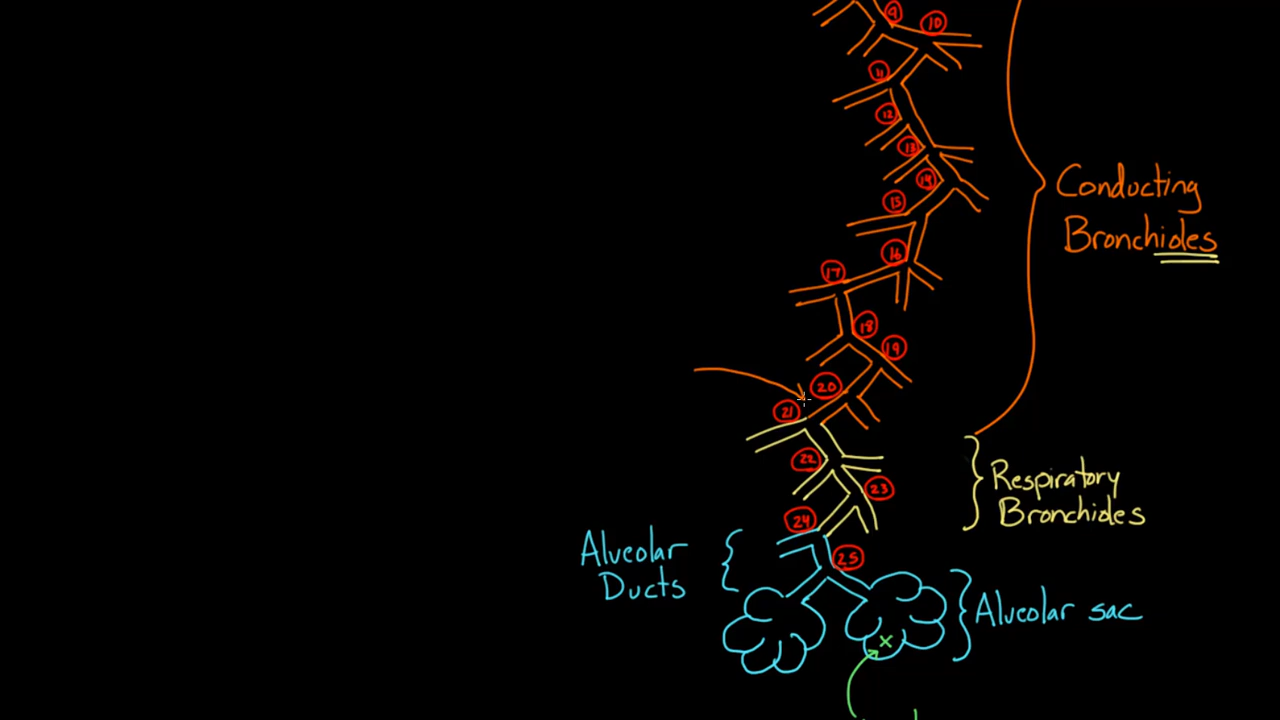 9
10
11
12
13
14
15
16
17
18
19
20
21
22
23
24
25
Conducting
Bronchioles
Respiratory
Bronchioles
Alveolar
Ducts
Alveolar sac
x